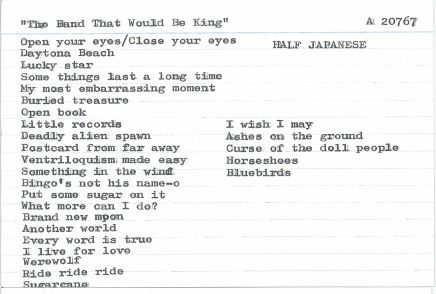 "The Band That Would Be King"
A 20767
Open your eyes/Close your eyes
HALF JAPANESE
Daytona Beach
Lucky star
Some things last a long time
My most embarrassing moment
Buried treasure
Open book
Little records
Deadly alien spawn
Postcard from far away
Ventriloquism made easy
Something in the wind
Bingo's not his name-o
Put some sugar on it
What more can I do?
Brand new moon
Another world
Every word is true
I live for love
Werewolf
Ride ride ride
Sugarcane
I wish I may
Ashes on the ground
Curse of the doll people
Horseshoes
Bluebirds